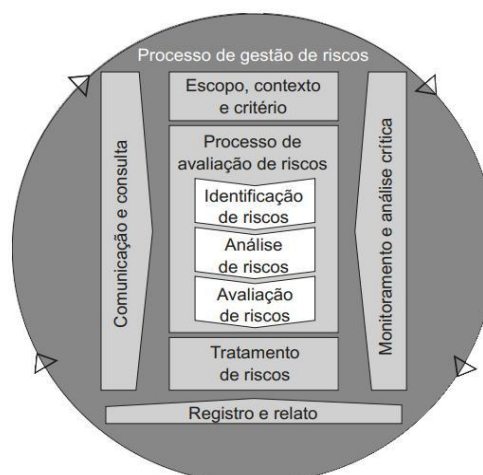 Processo de gestão de riscos
Escopo, contexto
e critério
Processo de
avaliação de riscos
Identificação
de riscos
Análise
de riscos
Avaliação
de riscos
Tratamento
de riscos
Comunicação e consulta
Monitoramento e análise crítica
Registro e relato